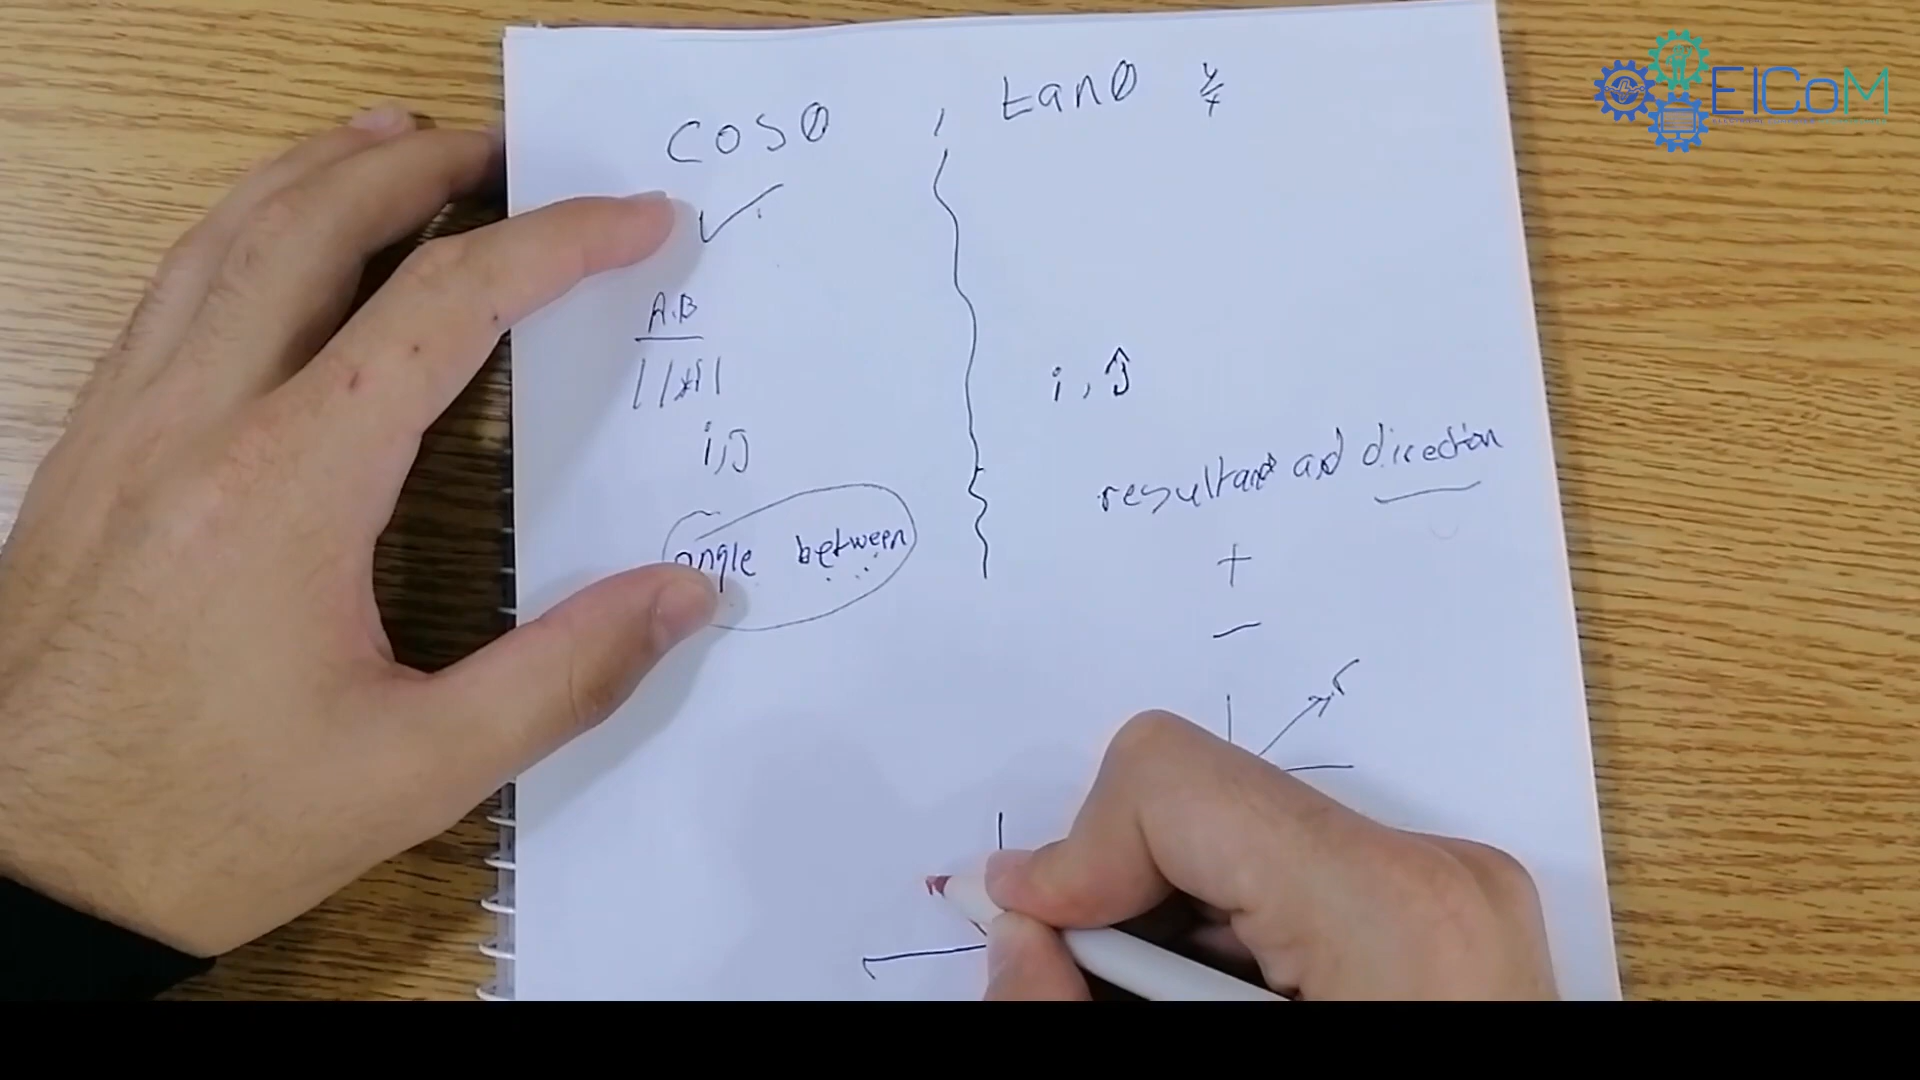 cosθ , tanθ y/x
A.B
| | * | |
i,j
angle between
i , ĵ
resultant and direction
+
-
r
EICoM